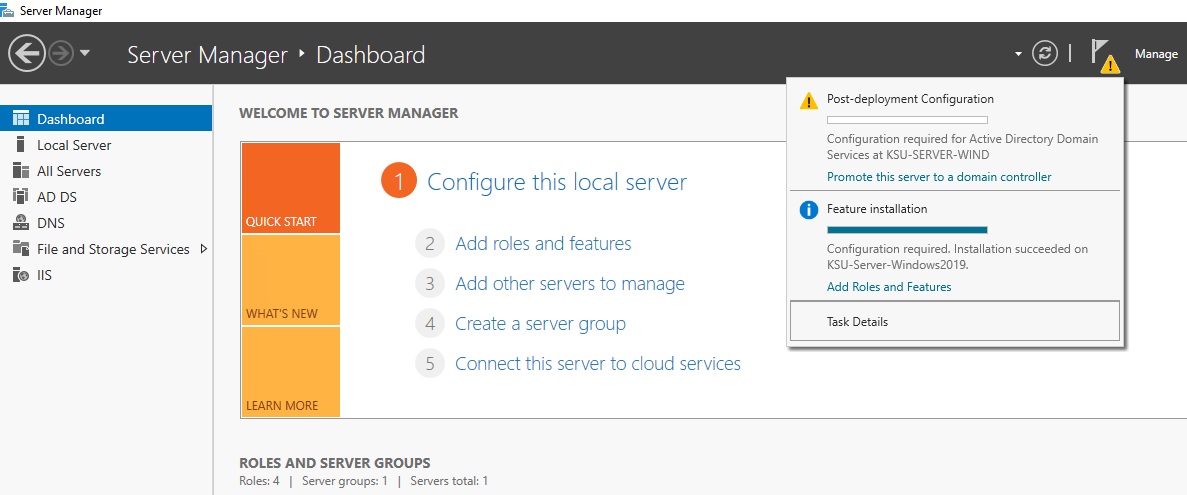 Server Manager
Server Manager ‣ Dashboard
Manage
Dashboard
Local Server
All Servers
AD DS
DNS
File and Storage Services
IIS
WELCOME TO SERVER MANAGER
QUICK START
WHAT'S NEW
LEARN MORE
1 Configure this local server
2 Add roles and features
3 Add other servers to manage
4 Create a server group
5 Connect this server to cloud services
Post-deployment Configuration
Configuration required for Active Directory Domain
Services at KSU-SERVER-WIND
Promote this server to a domain controller
Feature installation
Configuration required. Installation succeeded on
KSU-Server-Windows2019.
Add Roles and Features
Task Details
ROLES AND SERVER GROUPS
Roles: 4 | Server groups: 1 | Servers total: 1